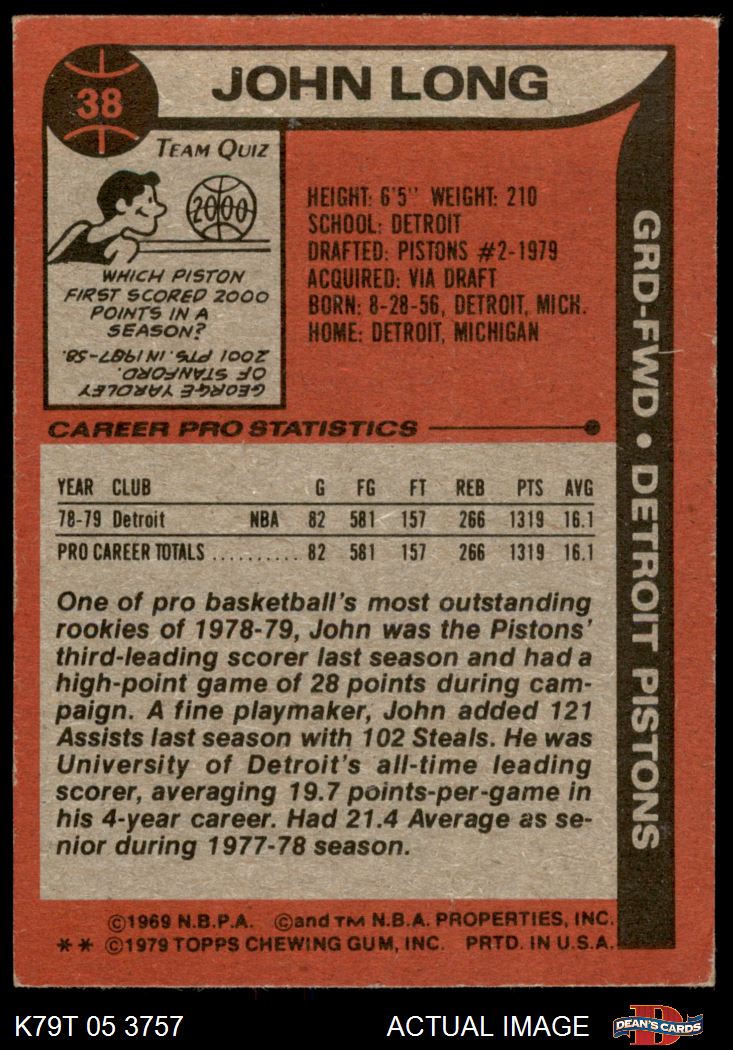 38
JOHN LONG
TEAM QUIZ
2000
WHICH PISTON
FIRST SCORED 2000
POINTS IN A
SEASON?
GEORGE YARDLEY
OF STANFORD.
2001 PTS. IN 1957-58.
HEIGHT: 6'5" WEIGHT: 210
SCHOOL: DETROIT
DRAFTED: PISTONS #2-1979
ACQUIRED: VIA DRAFT
BORN: 8-28-56, DETROIT, MICH.
HOME: DETROIT, MICHIGAN
GRD-FWD • DETROIT PISTONS
CAREER PRO STATISTICS
YEAR CLUB G FG FT REB PTS AVG
78-79 Detroit NBA 82 581 157 266 1319 16.1
PRO CAREER TOTALS .......... 82 581 157 266 1319 16.1
One of pro basketball's most outstanding
rookies of 1978-79, John was the Pistons'
third-leading scorer last season and had a
high-point game of 28 points during cam-
paign. A fine playmaker, John added 121
Assists last season with 102 Steals. He was
University of Detroit's all-time leading
scorer, averaging 19.7 points-per-game in
his 4-year career. Had 21.4 Average as se-
nior during 1977-78 season.
©1969 N.B.P.A. ©and TM N.B.A. PROPERTIES, INC.
** ©1979 TOPPS CHEWING GUM, INC. PRTD. IN U.S.A.
K79T 05 3757
ACTUAL IMAGE
D
DEAN'S CARDS